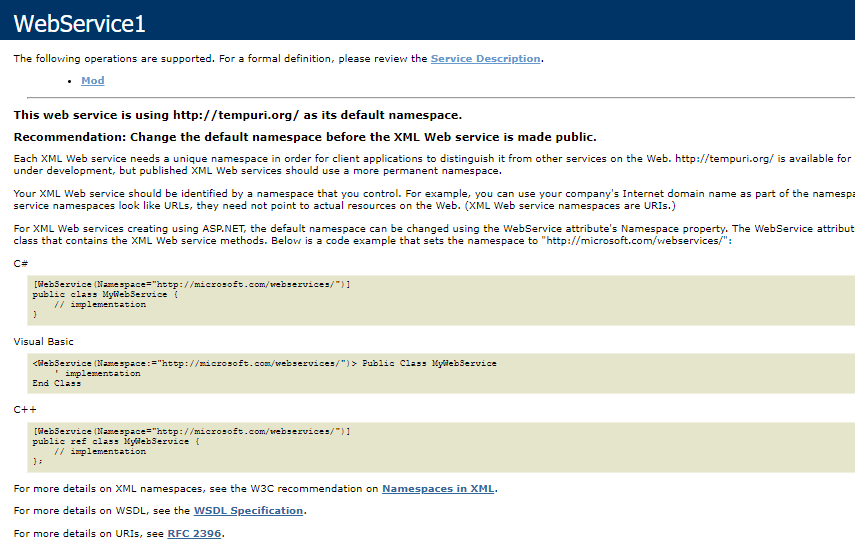 WebService1
The following operations are supported. For a formal definition, please review the Service Description.
• Mod
This web service is using http://tempuri.org/ as its default namespace.
Recommendation: Change the default namespace before the XML Web service is made public.
Each XML Web service needs a unique namespace in order for client applications to distinguish it from other services on the Web. http://tempuri.org/ is available for
under development, but published XML Web services should use a more permanent namespace.
Your XML Web service should be identified by a namespace that you control. For example, you can use your company's Internet domain name as part of the namespa
service namespaces look like URLs, they need not point to actual resources on the Web. (XML Web service namespaces are URIs.)
For XML Web services creating using ASP.NET, the default namespace can be changed using the WebService attribute's Namespace property. The WebService attribut
class that contains the XML Web service methods. Below is a code example that sets the namespace to "http://microsoft.com/webservices/":
C#
[WebService(Namespace="http://microsoft.com/webservices/")]
public class MyWebService {
    // implementation
}
Visual Basic
<WebService(Namespace:="http://microsoft.com/webservices/")> Public Class MyWebService
    ' implementation
End Class
C++
[WebService(Namespace="http://microsoft.com/webservices/")]
public ref class MyWebService {
    // implementation
};
For more details on XML namespaces, see the W3C recommendation on Namespaces in XML.
For more details on WSDL, see the WSDL Specification.
For more details on URIs, see RFC 2396.